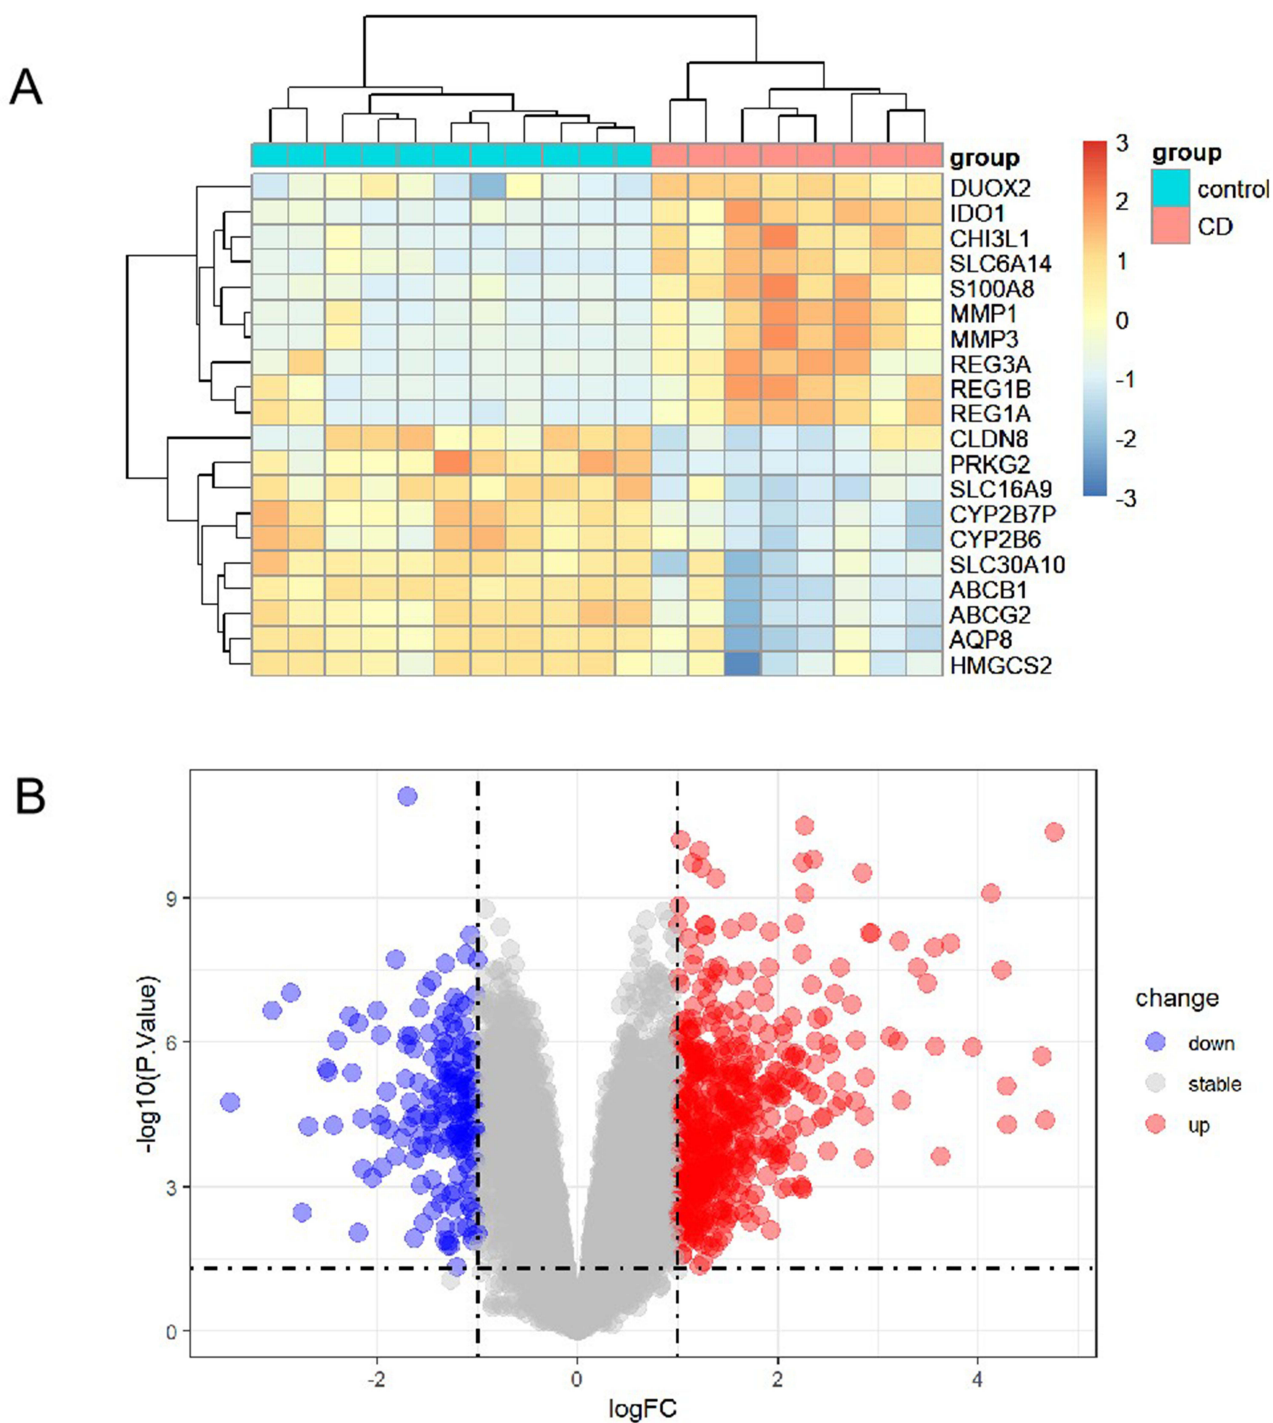 A
group
DUOX2
IDO1
CHI3L1
SLC6A14
S100A8
MMP1
MMP3
REG3A
REG1B
REG1A
CLDN8
PRKG2
SLC16A9
CYP2B7P
CYP2B6
SLC30A10
ABCB1
ABCG2
AQP8
HMGCS2
3
2
1
0
-1
-2
-3
group
control
CD
B
-log10(P.Value)
9
6
3
0
-2
0
2
4
logFC
change
down
stable
up